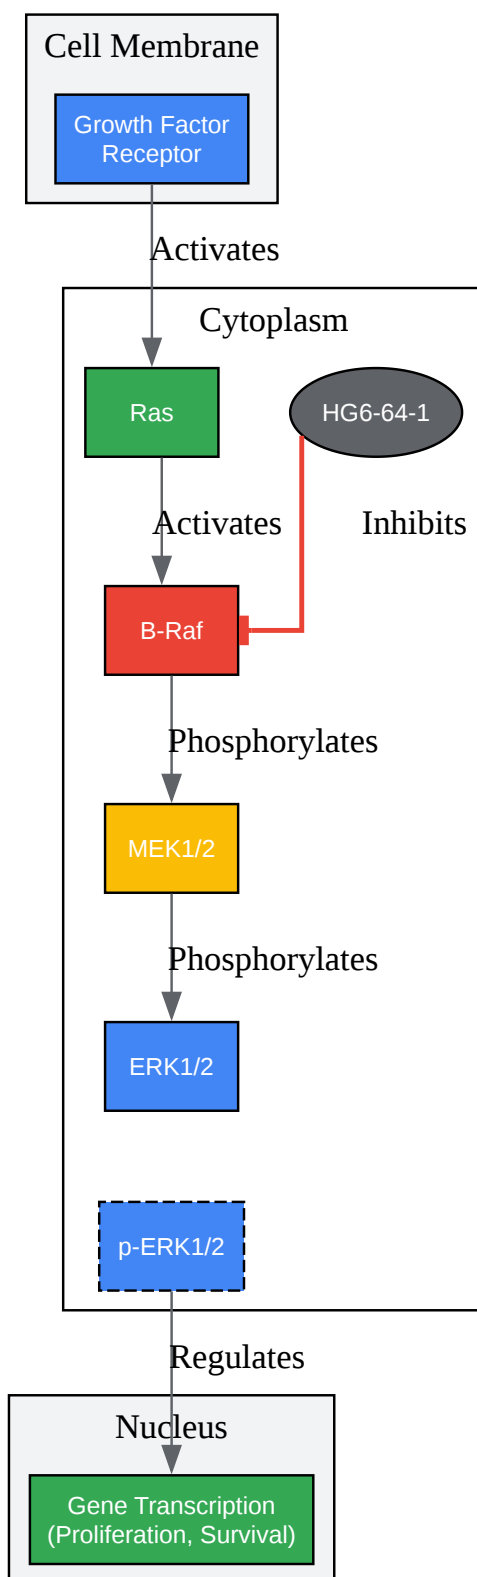 Cell Membrane
Growth Factor
Receptor
Activates
Cytoplasm
Ras
HG6-64-1
Activates
Inhibits
B-Raf
Phosphorylates
MEK1/2
Phosphorylates
ERK1/2
p-ERK1/2
Regulates
Nucleus
Gene Transcription
(Proliferation, Survival)